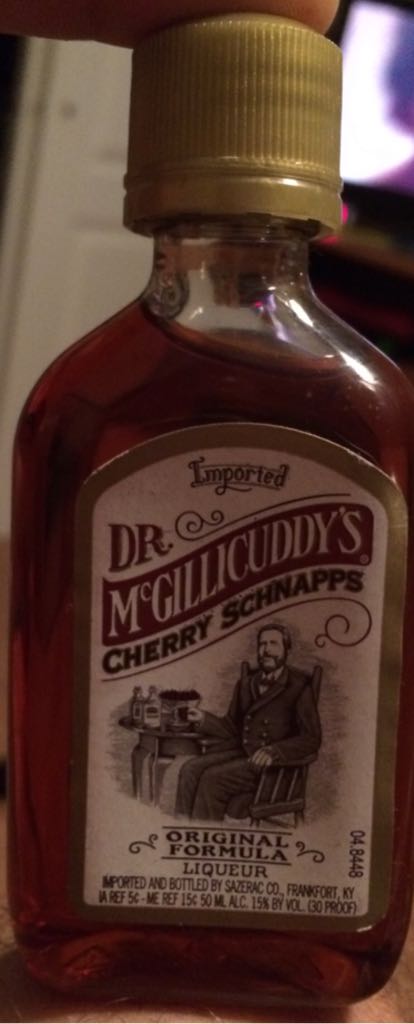 Imported
DR.
McGILLICUDDY'S®
CHERRY SCHNAPPS
ORIGINAL
FORMULA
LIQUEUR
IMPORTED AND BOTTLED BY SAZERAC CO., FRANKFORT, KY
IA REF 5¢ - ME REF 15¢ 50 ML ALC. 15% BY VOL. (30 PROOF)
04.8448